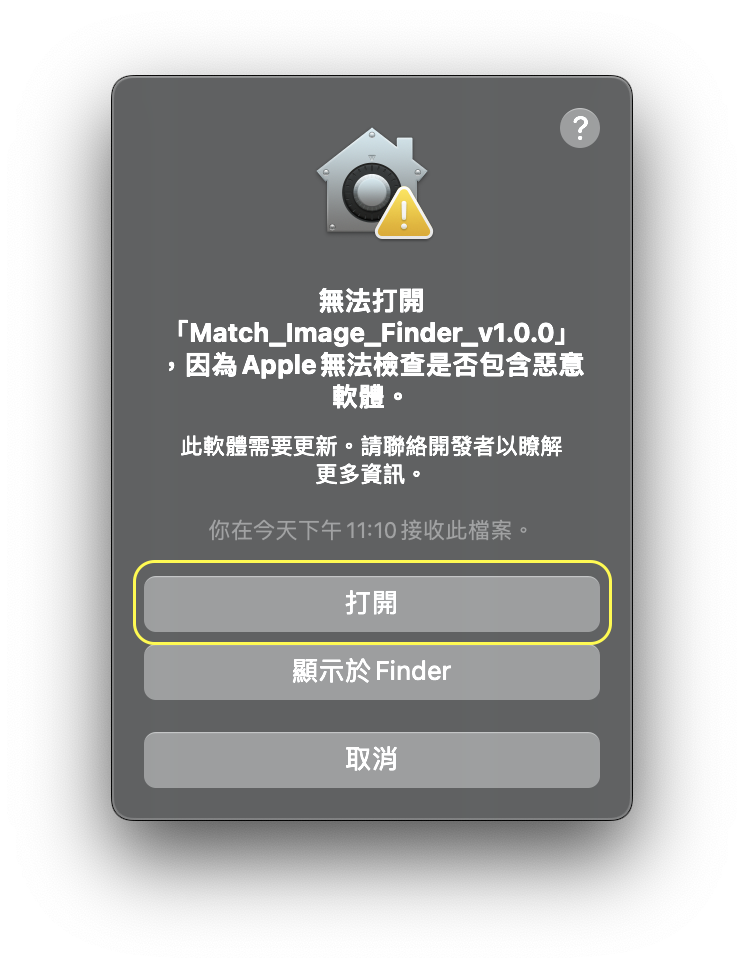 ?
無法打開
「Match_Image_Finder_v1.0.0」
，因為 Apple 無法檢查是否包含惡意
軟體。
此軟體需要更新。請聯絡開發者以瞭解
更多資訊。
你在今天下午 11:10 接收此檔案。
打開
顯示於 Finder
取消